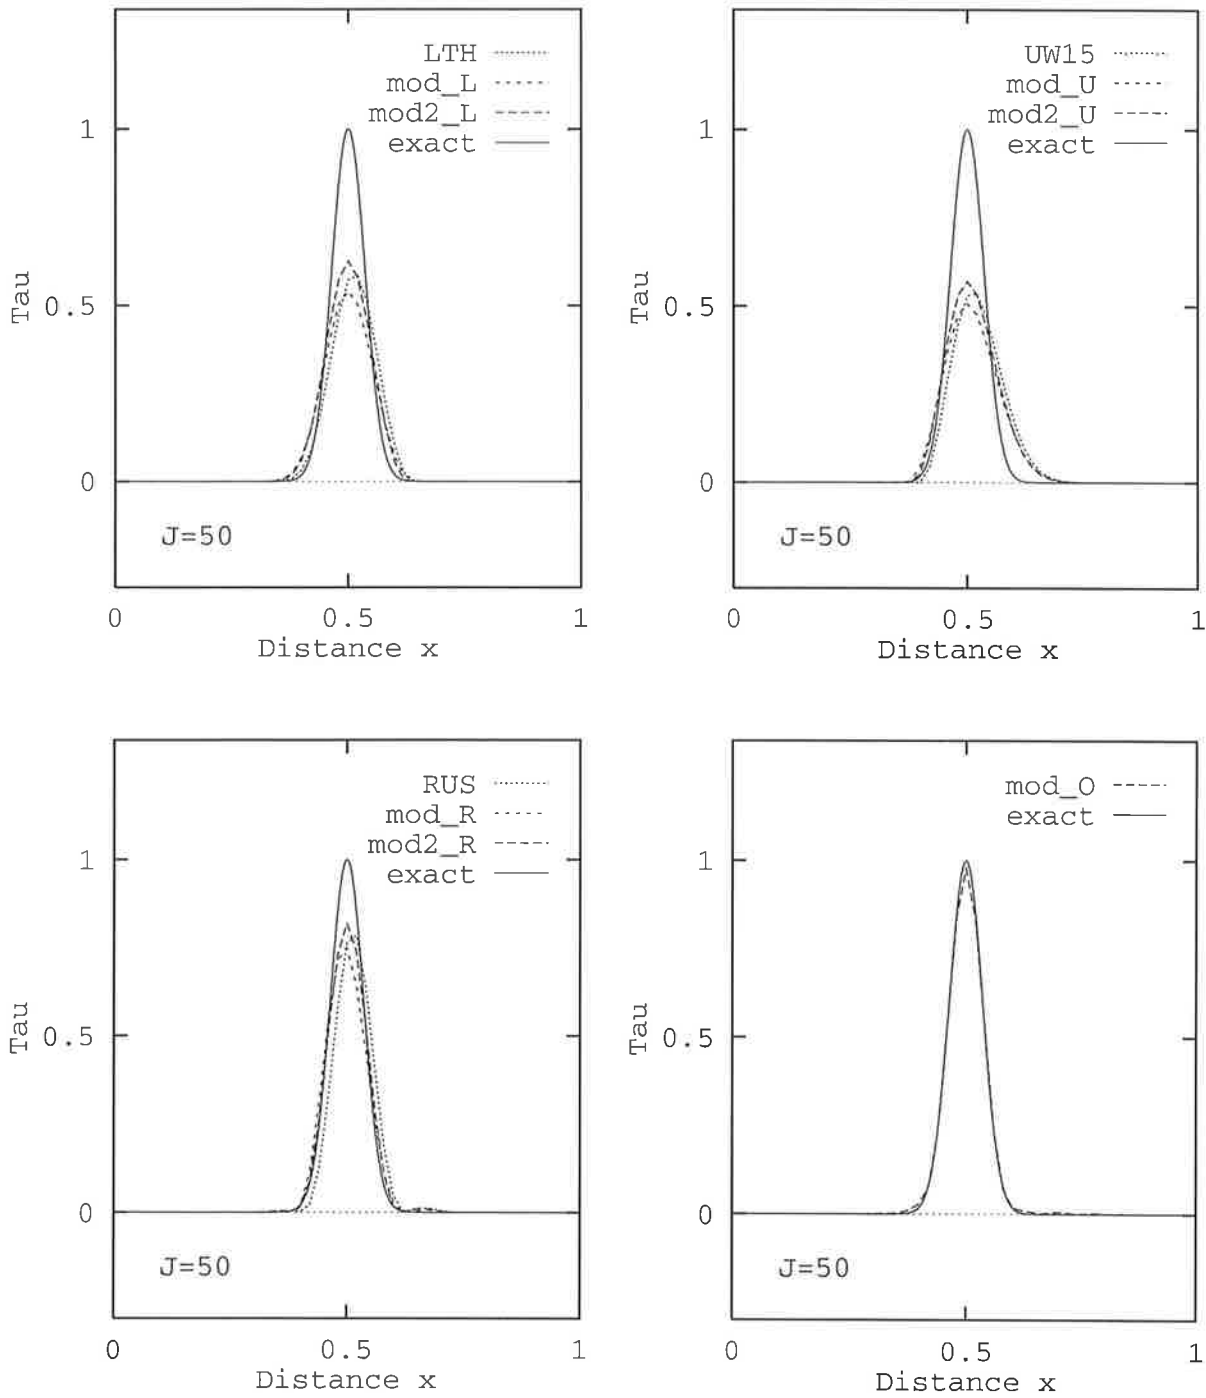 LTH
mod_L
mod2_L
exact
1
0.5
0
Tau
J=50
0
0.5
1
Distance x
UW15
mod_U
mod2_U
exact
1
0.5
0
Tau
J=50
0
0.5
1
Distance x
RUS
mod_R
mod2_R
exact
1
0.5
0
Tau
J=50
0
0.5
1
Distance x
mod_O
exact
1
0.5
0
Tau
J=50
0
0.5
1
Distance x